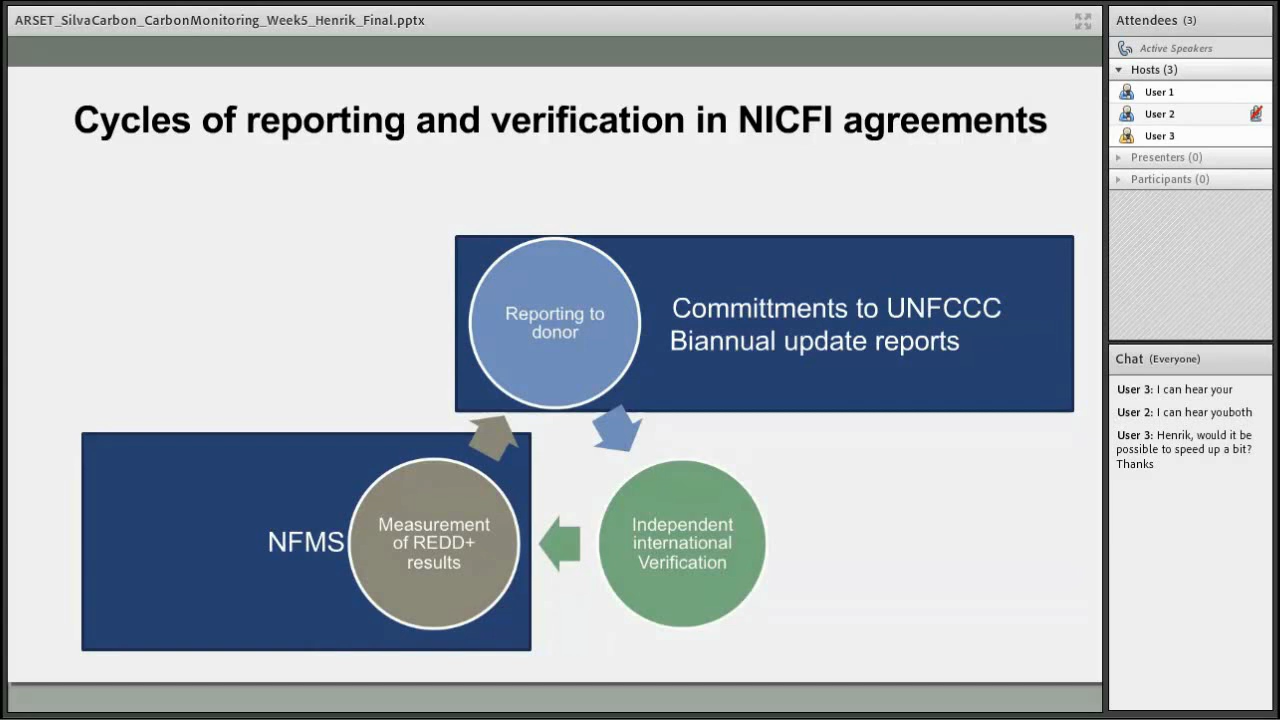 ARSET_SilvaCarbon_CarbonMonitoring_Week5_Henrik_Final.pptx
Cycles of reporting and verification in NICFI agreements
Reporting to
donor
Committments to UNFCCC
Biannual update reports
NFMS
Measurement
of REDD+
results
Independent
international
Verification
Attendees (3)
Active Speakers
Hosts (3)
User 1
User 2
User 3
Presenters (0)
Participants (0)
Chat (Everyone)
User 3: I can hear your
User 2: I can hear youboth
User 3: Henrik, would it be
possible to speed up a bit?
Thanks